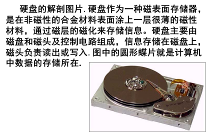 硬盘的解剖图片.硬盘作为一种磁表面存储器,
是在非磁性的合金材料表面涂上一层很薄的磁性
材料，通过磁层的磁化来存储信息。硬盘主要由
磁盘和磁头及控制电路组成，信息存储在磁盘上，
磁头负责读出或写入.图中的圆形蝶片就是计算机
中数据的存储所在.